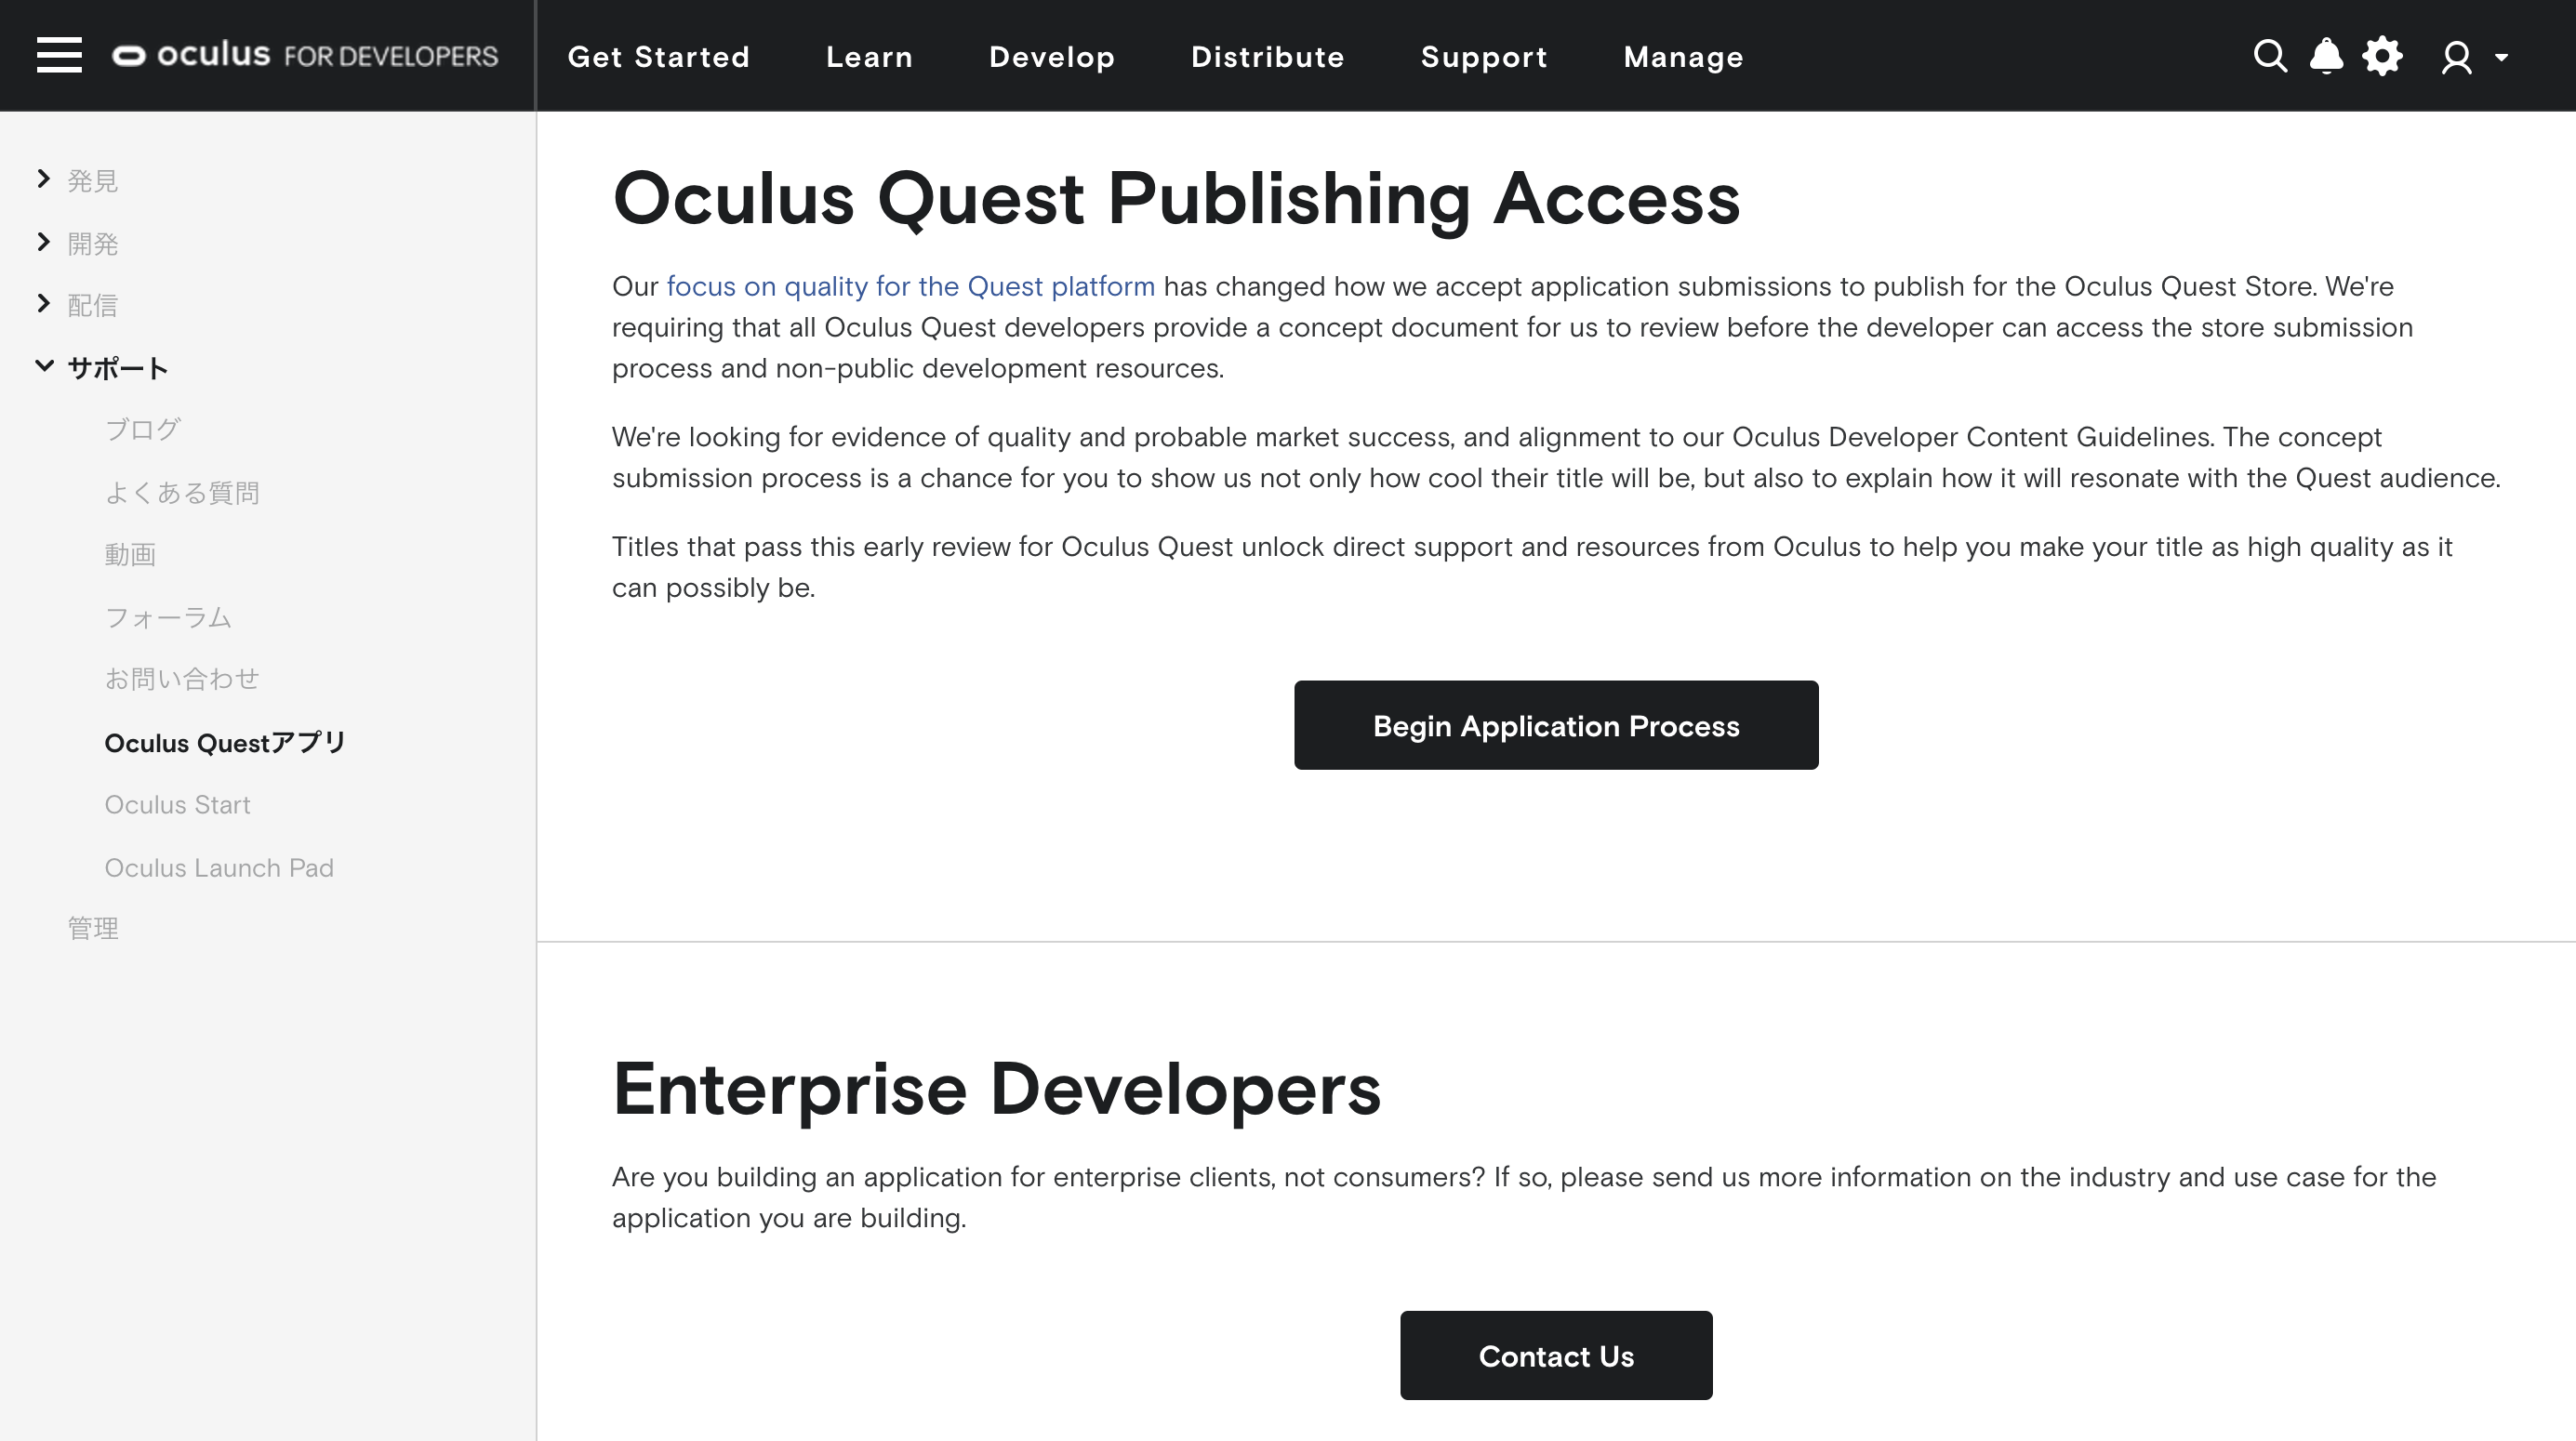 oculus FOR DEVELOPERS
Get Started
Learn
Develop
Distribute
Support
Manage
発見
開発
配信
サポート
ブログ
よくある質問
動画
フォーラム
お問い合わせ
Oculus Questアプリ
Oculus Start
Oculus Launch Pad
管理
Oculus Quest Publishing Access
Our focus on quality for the Quest platform has changed how we accept application submissions to publish for the Oculus Quest Store. We're
requiring that all Oculus Quest developers provide a concept document for us to review before the developer can access the store submission
process and non-public development resources.
We're looking for evidence of quality and probable market success, and alignment to our Oculus Developer Content Guidelines. The concept
submission process is a chance for you to show us not only how cool their title will be, but also to explain how it will resonate with the Quest audience.
Titles that pass this early review for Oculus Quest unlock direct support and resources from Oculus to help you make your title as high quality as it
can possibly be.
Begin Application Process
Enterprise Developers
Are you building an application for enterprise clients, not consumers? If so, please send us more information on the industry and use case for the
application you are building.
Contact Us